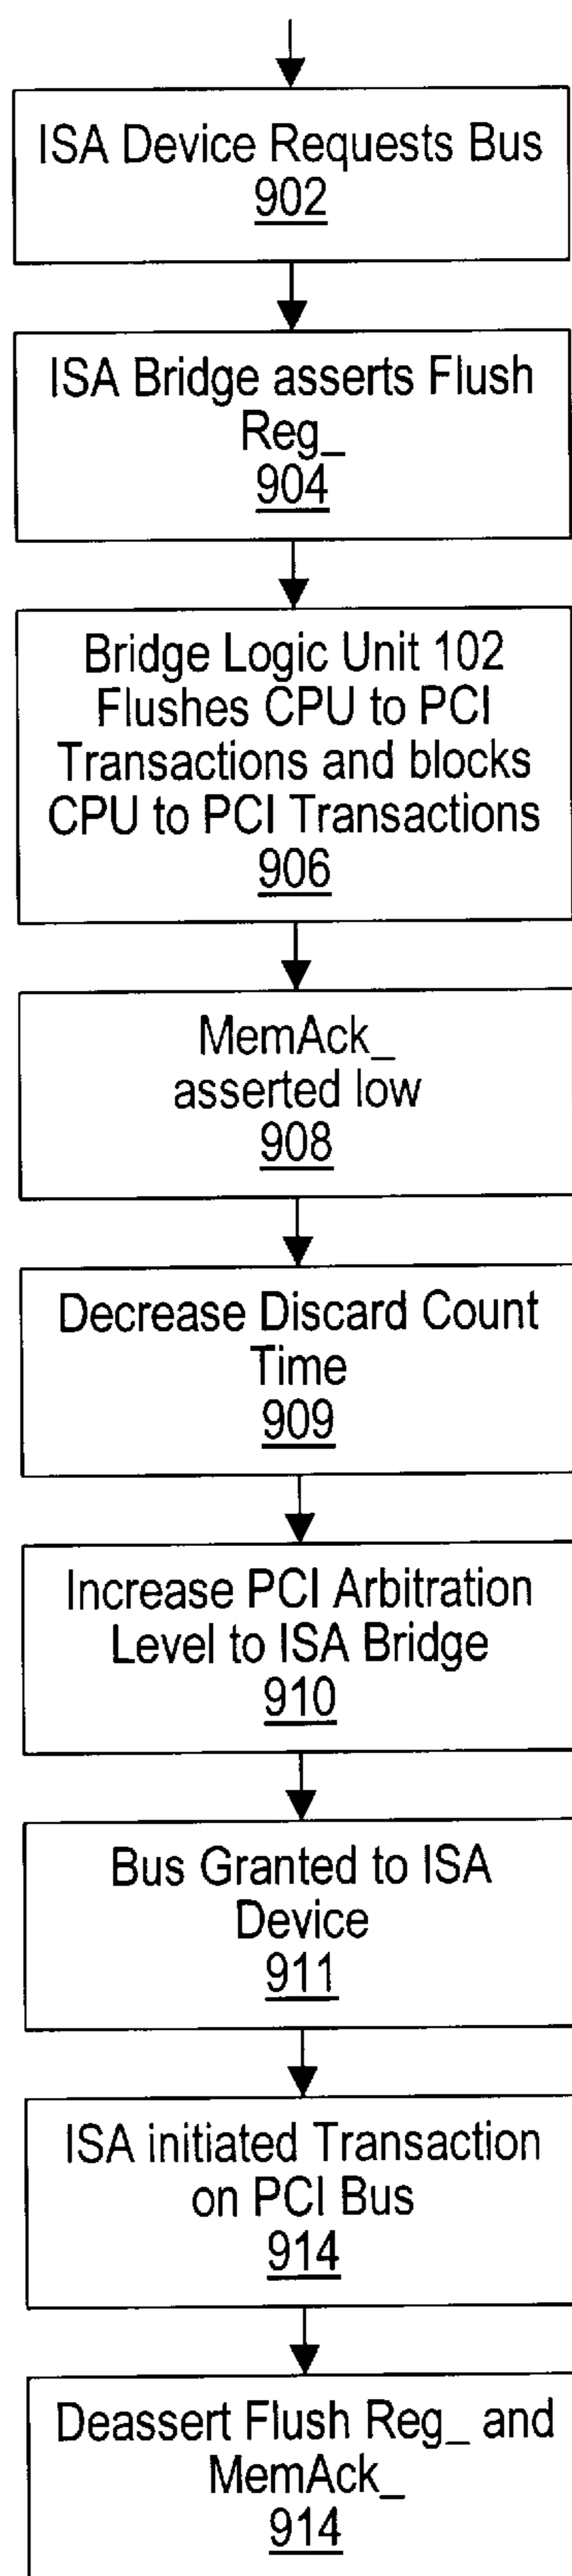 ISA Device Requests Bus
902
ISA Bridge asserts Flush
Reg_
904
Bridge Logic Unit 102
Flushes CPU to PCI
Transactions and blocks
CPU to PCI Transactions
906
MemAck_
asserted low
908
Decrease Discard Count
Time
909
Increase PCI Arbitration
Level to ISA Bridge
910
Bus Granted to ISA
Device
911
ISA initiated Transaction
on PCI Bus
914
Deassert Flush Reg_ and
MemAck_
914